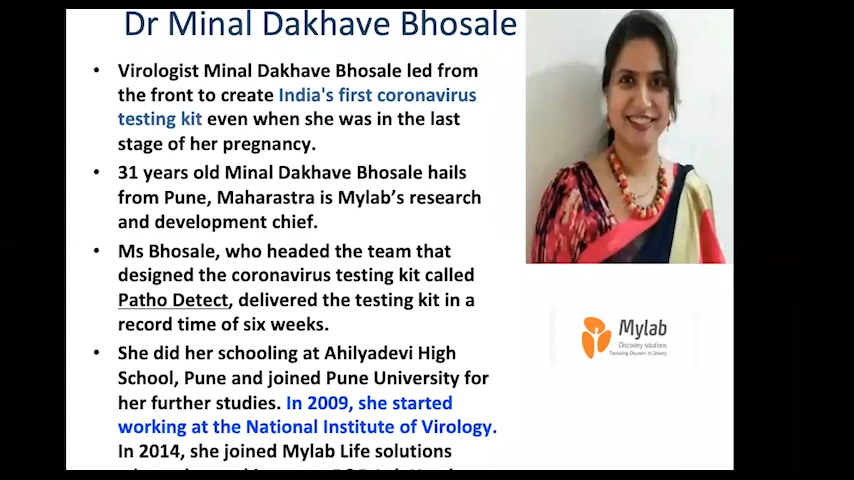 Dr Minal Dakhave Bhosale
• Virologist Minal Dakhave Bhosale led from
the front to create India's first coronavirus
testing kit even when she was in the last
stage of her pregnancy.
• 31 years old Minal Dakhave Bhosale hails
from Pune, Maharastra is Mylab’s research
and development chief.
• Ms Bhosale, who headed the team that
designed the coronavirus testing kit called
Patho Detect, delivered the testing kit in a
record time of six weeks.
• She did her schooling at Ahilyadevi High
School, Pune and joined Pune University for
her further studies. In 2009, she started
working at the National Institute of Virology.
In 2014, she joined Mylab Life solutions
Mylab
Discovery solutions
Translating Discovery to Delivery